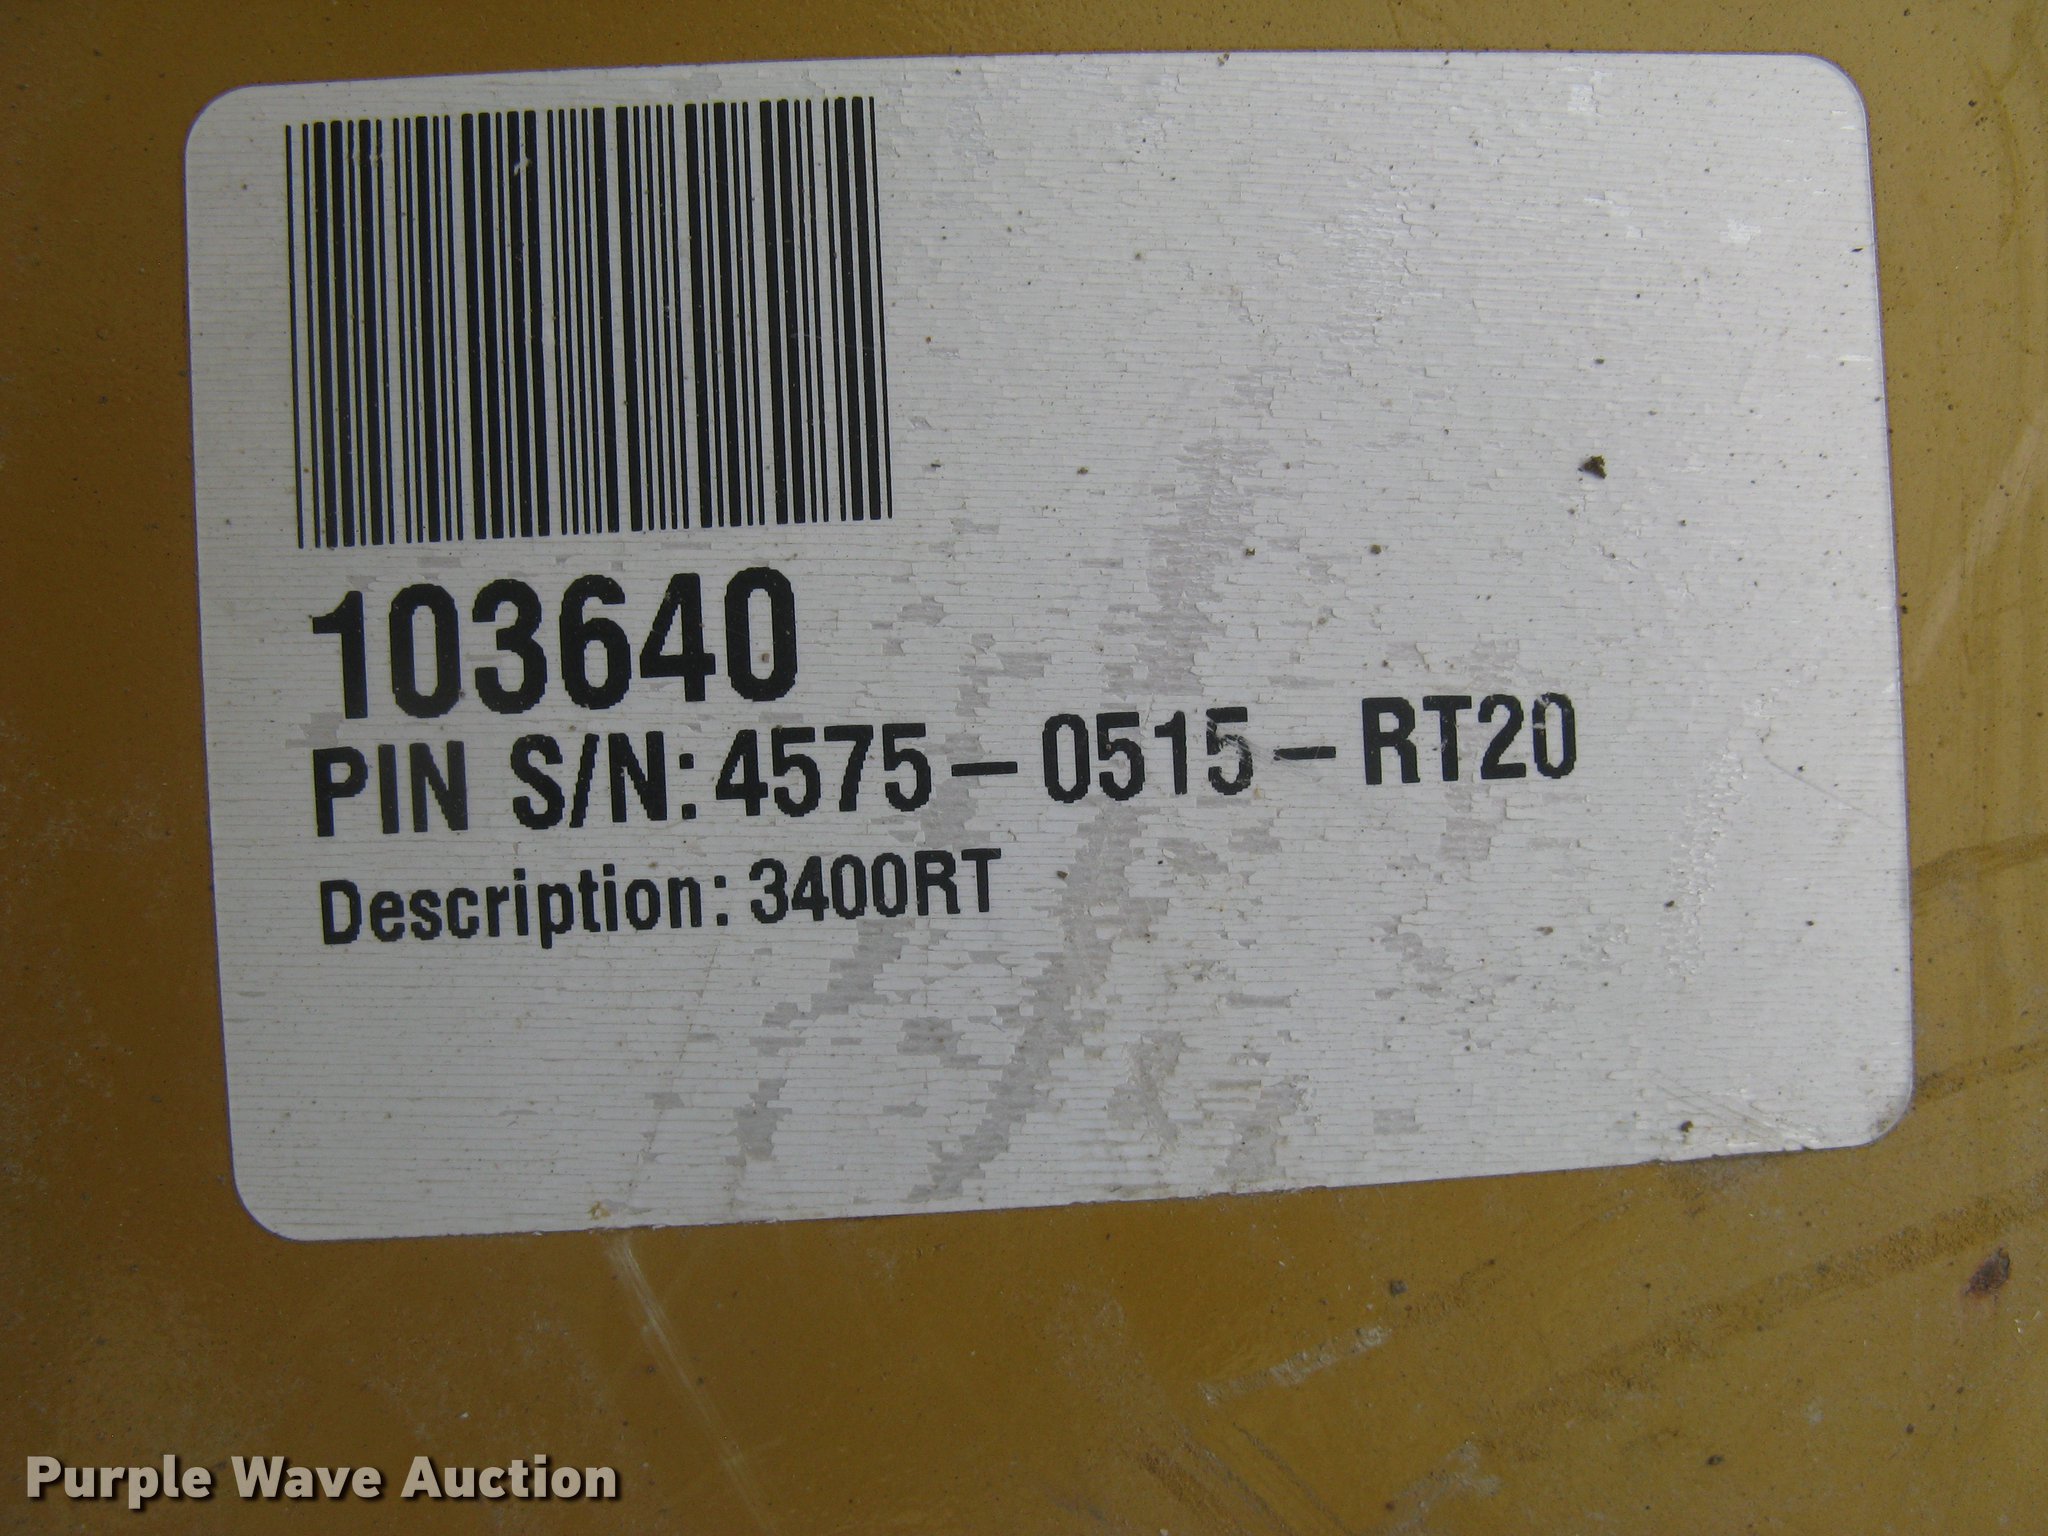 103640
PIN S/N: 4575-0515-RT20
Description: 3400RT
Purple Wave Auction